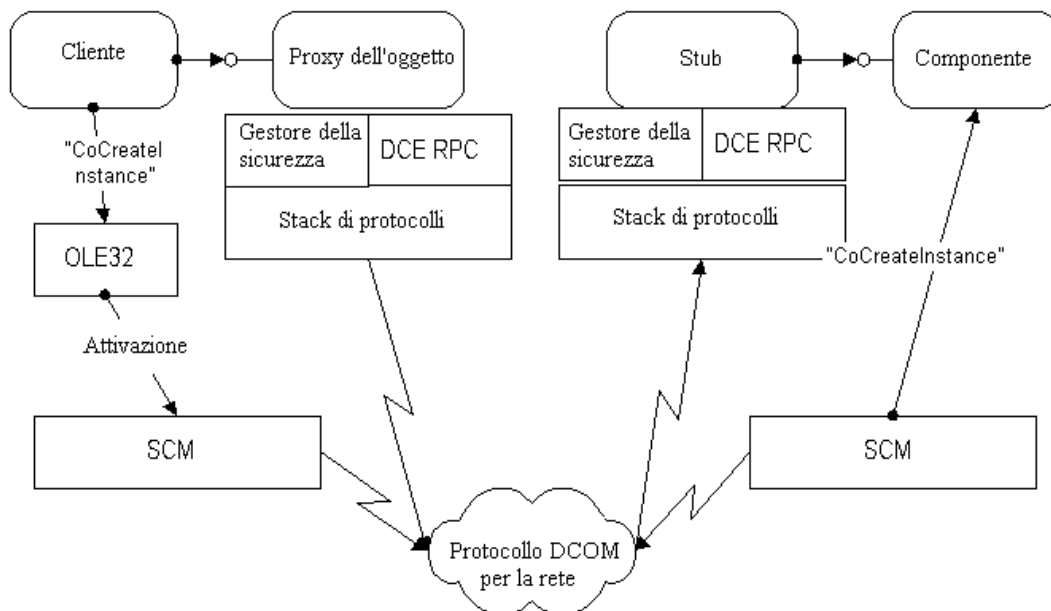 Cliente
Proxy dell'oggetto
Stub
Componente
Gestore della
sicurezza
DCE RPC
Stack di protocolli
Gestore della
sicurezza
DCE RPC
Stack di protocolli
"CoCreateI
nstance"
OLE32
Attivazione
SCM
"CoCreateInstance"
SCM
Protocollo DCOM
per la rete